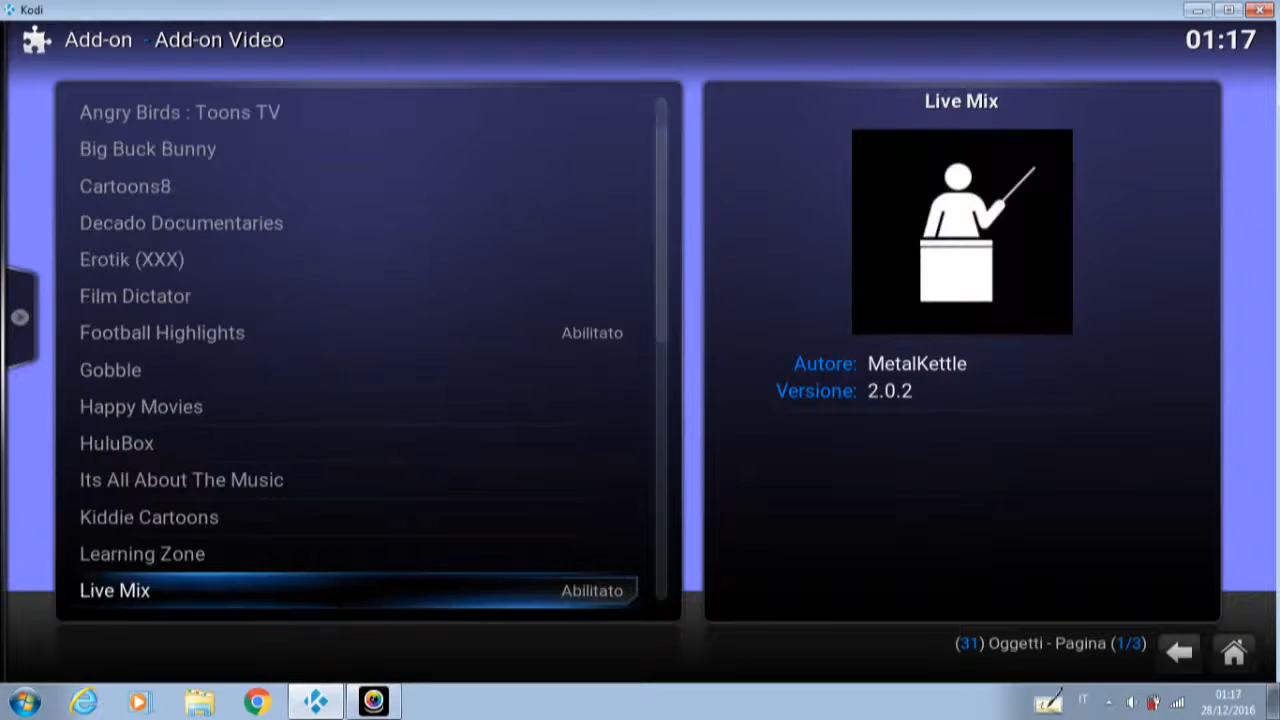 Kodi
Add-on - Add-on Video
01:17
Angry Birds : Toons TV
Big Buck Bunny
Cartoons8
Decado Documentaries
Erotik (XXX)
Film Dictator
Football Highlights Abilitato
Gobble
Happy Movies
HuluBox
Its All About The Music
Kiddie Cartoons
Learning Zone
Live Mix Abilitato
Live Mix
Autore: MetalKettle
Versione: 2.0.2
(31) Oggetti - Pagina (1/3)
IT
01:17
28/12/2016